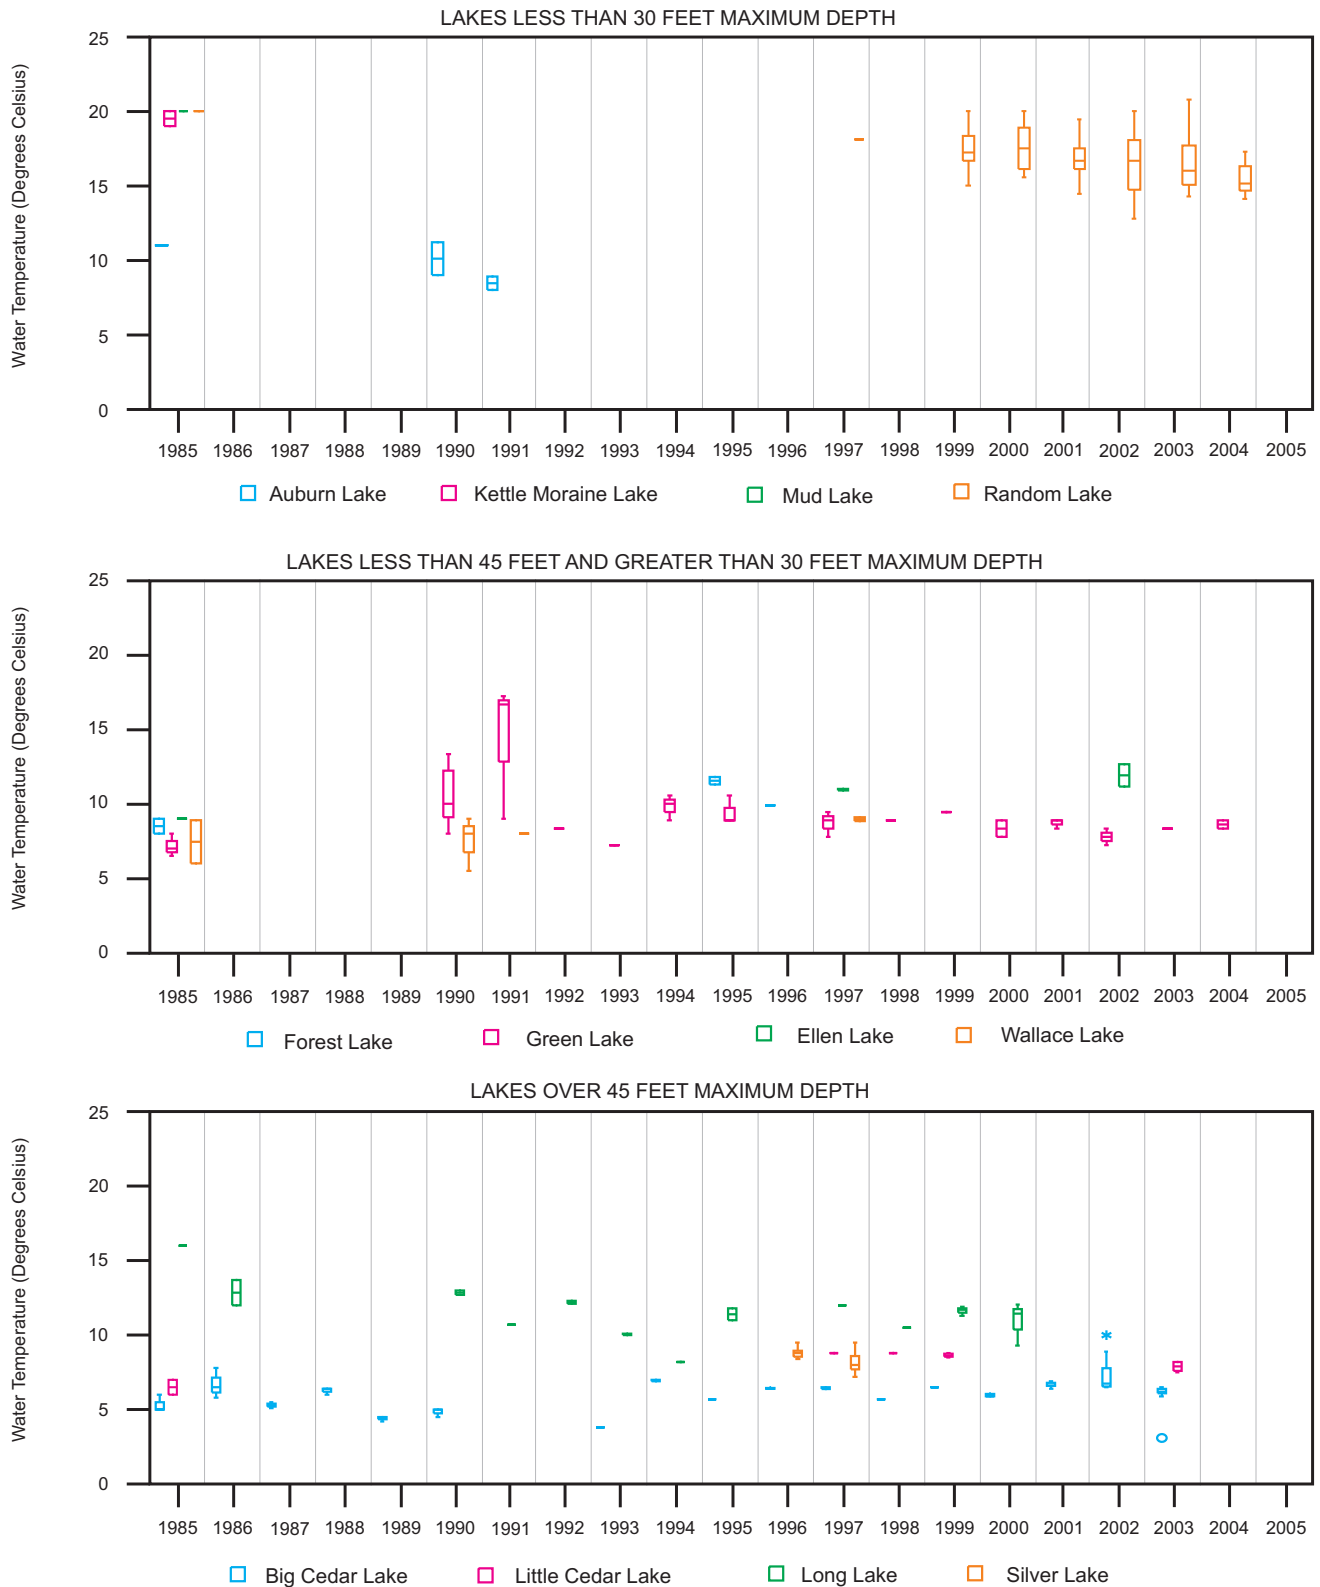 LAKES LESS THAN 30 FEET MAXIMUM DEPTH
Water Temperature (Degrees Celsius)
25
20
15
10
5
0
1985 1986 1987 1988 1989 1990 1991 1992 1993 1994 1995 1996 1997 1998 1999 2000 2001 2002 2003 2004 2005
Auburn Lake Kettle Moraine Lake Mud Lake Random Lake
LAKES LESS THAN 45 FEET AND GREATER THAN 30 FEET MAXIMUM DEPTH
Water Temperature (Degrees Celsius)
25
20
15
10
5
0
1985 1986 1987 1988 1989 1990 1991 1992 1993 1994 1995 1996 1997 1998 1999 2000 2001 2002 2003 2004 2005
Forest Lake Green Lake Ellen Lake Wallace Lake
LAKES OVER 45 FEET MAXIMUM DEPTH
Water Temperature (Degrees Celsius)
25
20
15
10
5
0
1985 1986 1987 1988 1989 1990 1991 1992 1993 1994 1995 1996 1997 1998 1999 2000 2001 2002 2003 2004 2005
Big Cedar Lake Little Cedar Lake Long Lake Silver Lake